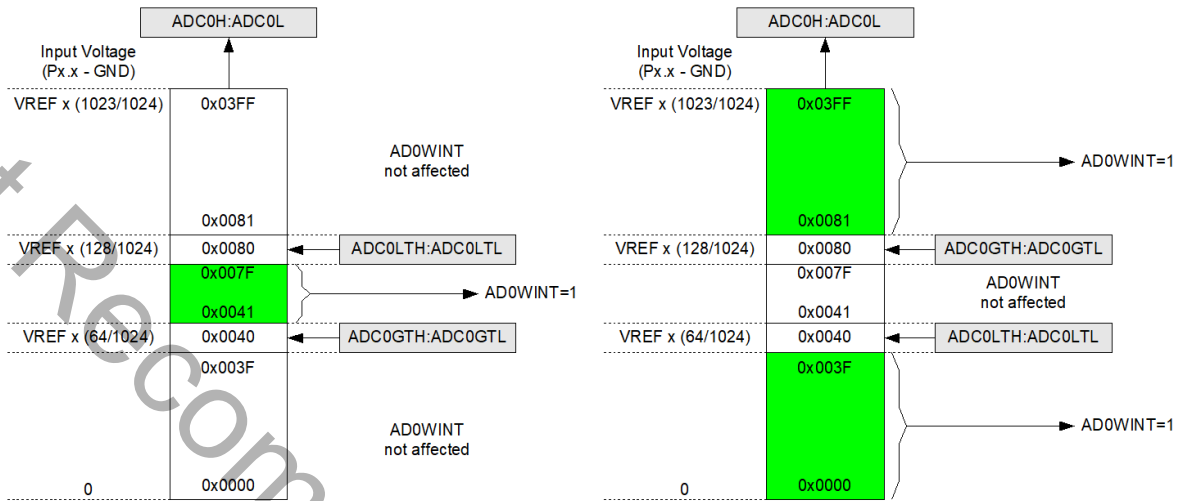 ADC0H:ADC0L
Input Voltage
(Px.x - GND)
VREF x (1023/1024)
0x03FF
AD0WINT
not affected
0x0081
VREF x (128/1024)
0x0080
ADC0LTH:ADC0LTL
0x007F
AD0WINT=1
0x0041
VREF x (64/1024)
0x0040
ADC0GTH:ADC0GTL
0x003F
AD0WINT
not affected
0
0x0000
ADC0H:ADC0L
Input Voltage
(Px.x - GND)
VREF x (1023/1024)
0x03FF
AD0WINT=1
0x0081
VREF x (128/1024)
0x0080
ADC0GTH:ADC0GTL
0x007F
AD0WINT
not affected
0x0041
VREF x (64/1024)
0x0040
ADC0LTH:ADC0LTL
0x003F
AD0WINT=1
0
0x0000
Recom